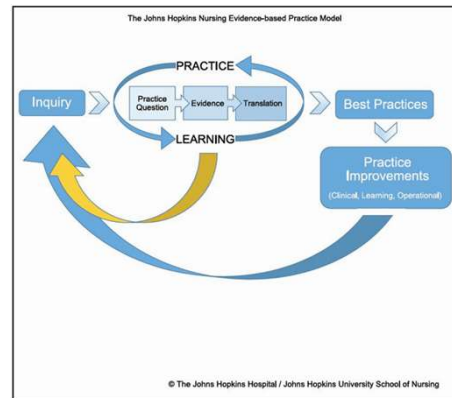 The Johns Hopkins Nursing Evidence-based Practice Model
PRACTICE
Inquiry
Practice
Question
Evidence
Translation
Best Practices
LEARNING
Practice
Improvements
(Clinical, Learning, Operational)
© The Johns Hopkins Hospital / Johns Hopkins University School of Nursing